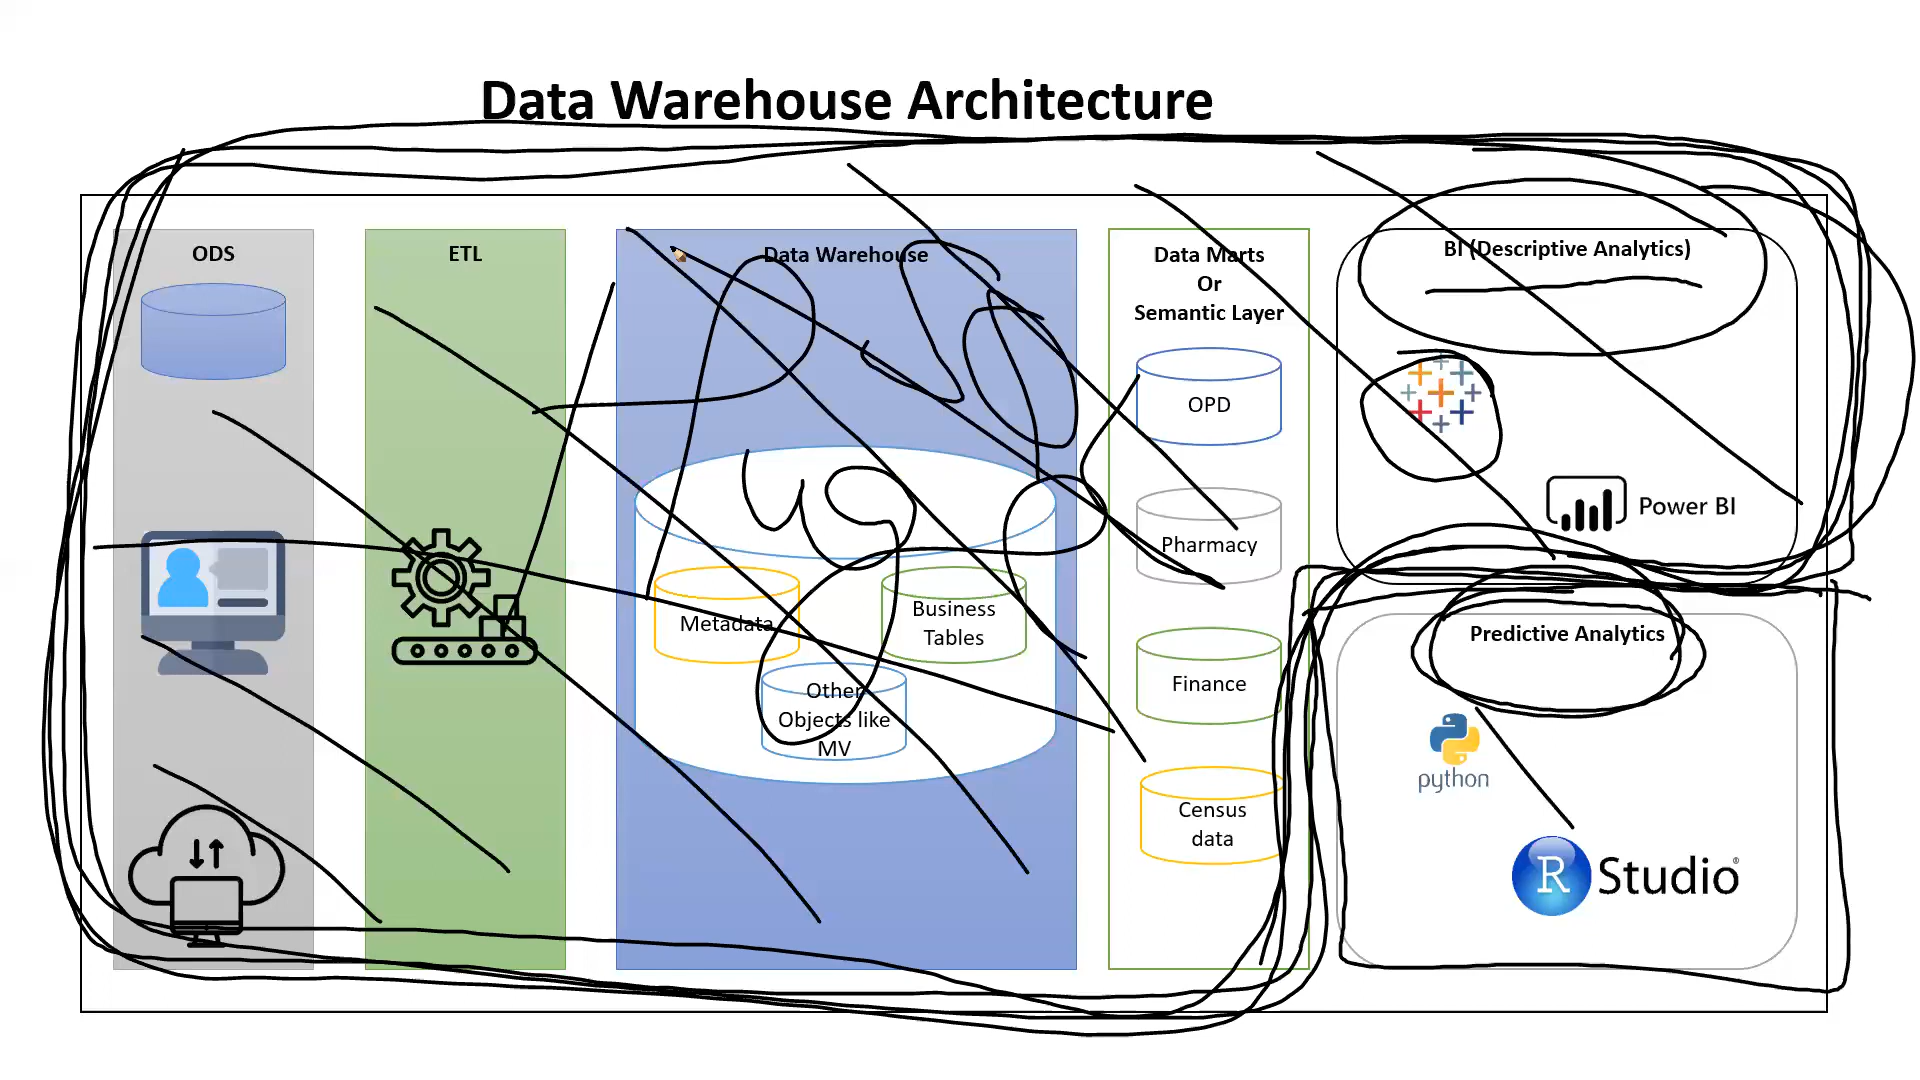 Data Warehouse Architecture
ODS
ETL
Data Warehouse
Metadata
Business
Tables
Other
Objects like
MV
Data Marts
Or
Semantic Layer
OPD
Pharmacy
Finance
Census
data
BI (Descriptive Analytics)
Power BI
Predictive Analytics
python
R Studio